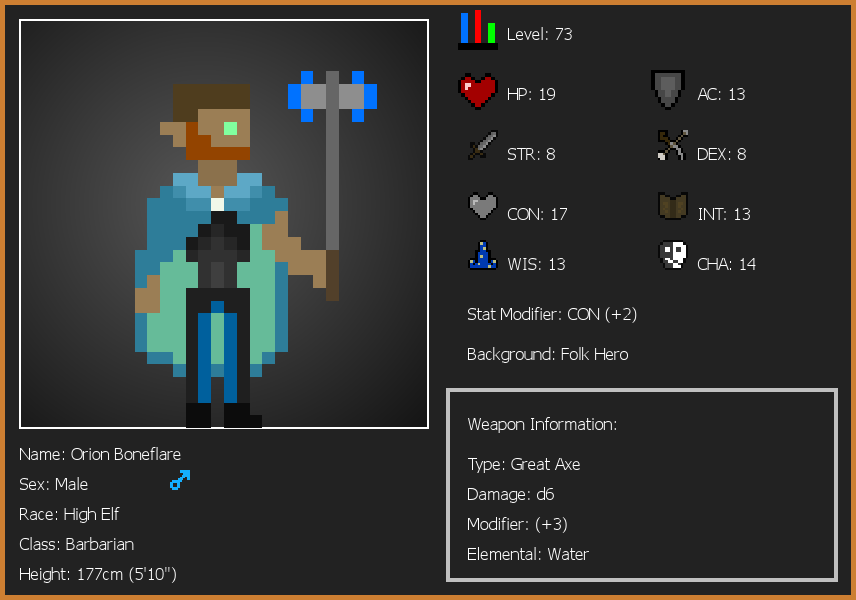 Level: 73
HP: 19
AC: 13
STR: 8
DEX: 8
CON: 17
INT: 13
WIS: 13
CHA: 14
Stat Modifier: CON (+2)
Background: Folk Hero
Weapon Information:
Type: Great Axe
Damage: d6
Modifier: (+3)
Elemental: Water
Name: Orion Boneflare
Sex: Male
Race: High Elf
Class: Barbarian
Height: 177cm (5'10")